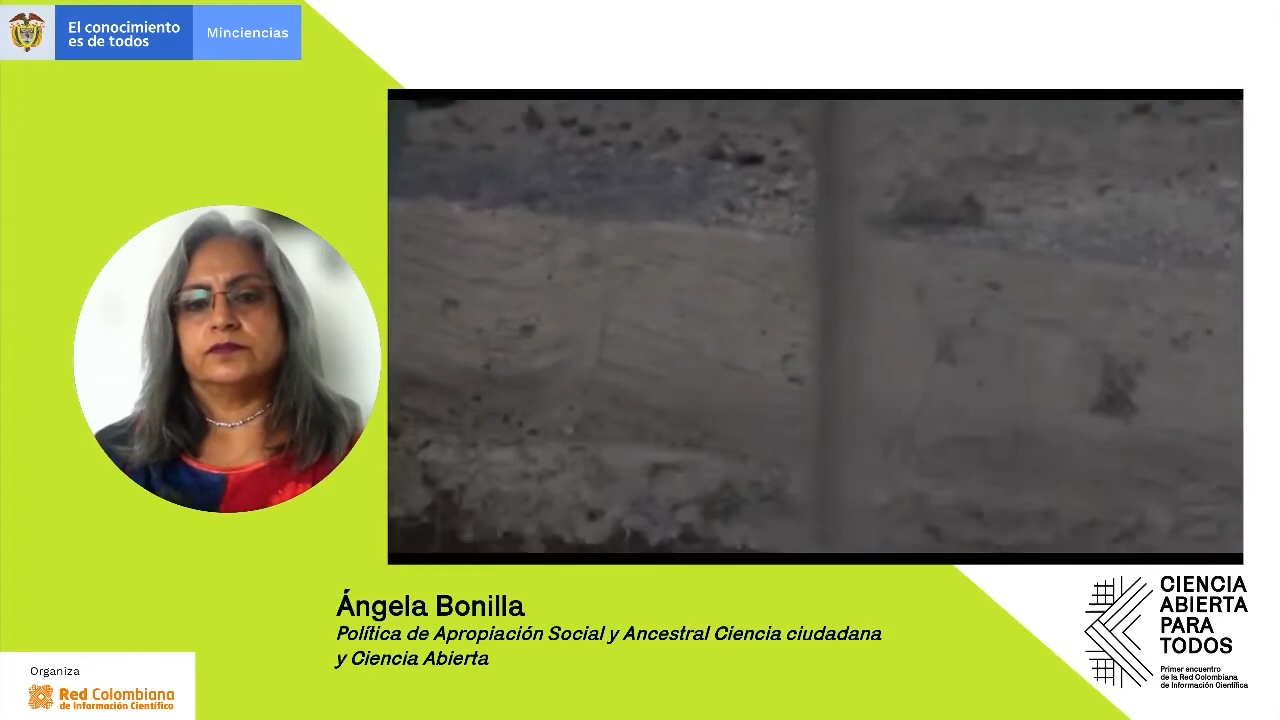 El conocimiento
es de todos
Minciencias
Ángela Bonilla
Política de Apropiación Social y Ancestral Ciencia ciudadana
y Ciencia Abierta
Organiza
Red Colombiana
de Información Científica
CIENCIA
ABIERTA
PARA
TODOS
Primer encuentro
de la Red Colombiana
de Información Científica